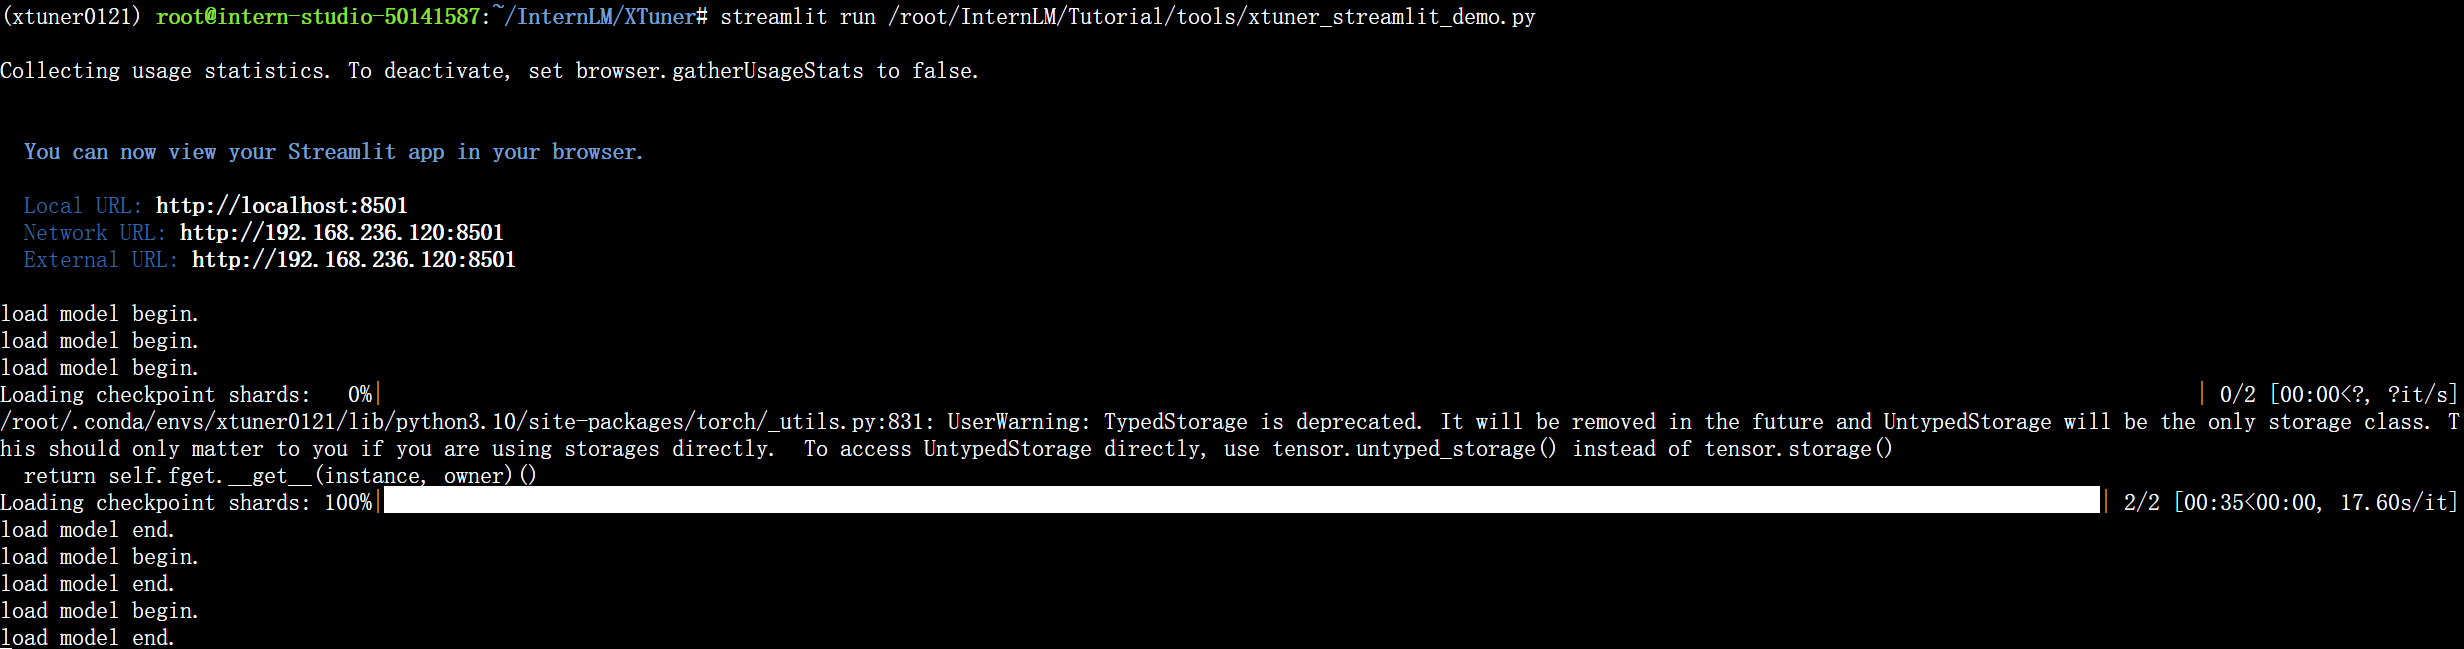 (xtuner0121) root@intern-studio-50141587:~/InternLM/XTuner# streamlit run /root/InternLM/Tutorial/tools/xtuner_streamlit_demo.py
Collecting usage statistics. To deactivate, set browser.gatherUsageStats to false.
You can now view your Streamlit app in your browser.
Local URL: http://localhost:8501
Network URL: http://192.168.236.120:8501
External URL: http://192.168.236.120:8501
load model begin.
load model begin.
load model begin.
Loading checkpoint shards:   0%| | 0/2 [00:00<?, ?it/s]
/root/.conda/envs/xtuner0121/lib/python3.10/site-packages/torch/_utils.py:831: UserWarning: TypedStorage is deprecated. It will be removed in the future and UntypedStorage will be the only storage class. T
his should only matter to you if you are using storages directly.  To access UntypedStorage directly, use tensor.untyped_storage() instead of tensor.storage()
  return self.fget.__get__(instance, owner)()
Loading checkpoint shards: 100%| | 2/2 [00:35<00:00, 17.60s/it]
load model end.
load model begin.
load model end.
load model begin.
load model end.